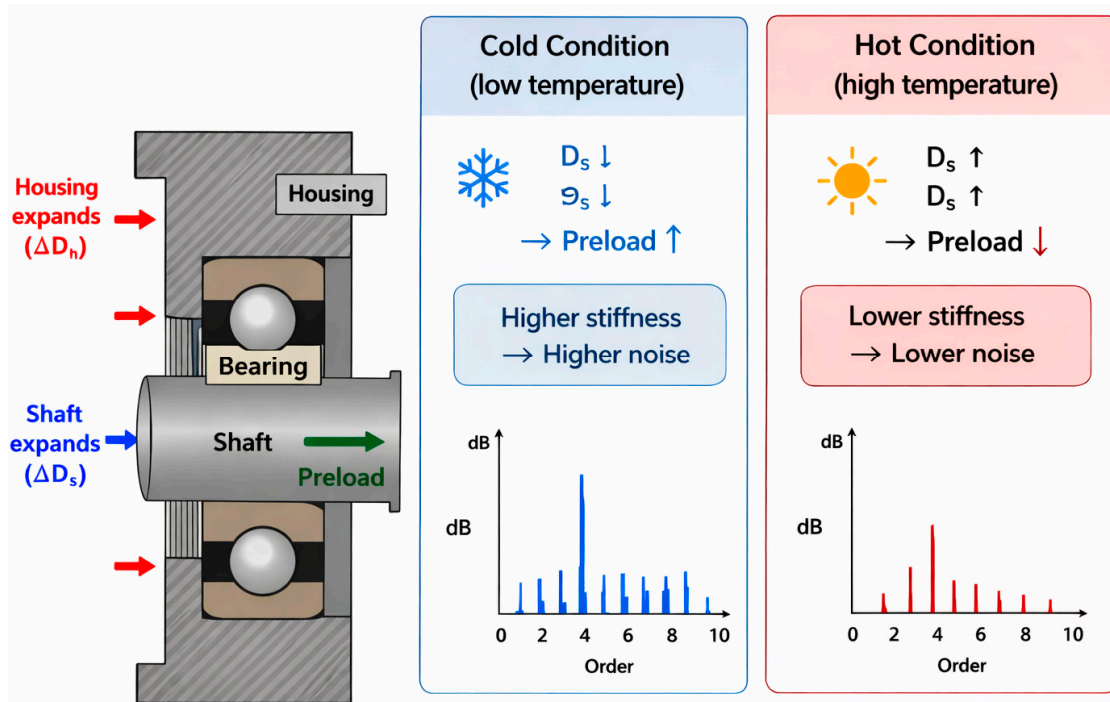 Housing
expands
(ΔDₕ)
Shaft
expands
(ΔDₛ)
Housing
Bearing
Shaft
Preload
Cold Condition
(low temperature)
Dₛ ↓
୨ₛ ↓
→ Preload ↑
Higher stiffness
→ Higher noise
dB
dB
0 2 4 6 8 10
Order
Hot Condition
(high temperature)
Dₛ ↑
Dₛ ↑
→ Preload ↓
Lower stiffness
→ Lower noise
dB
dB
0 2 4 6 8 10
Order